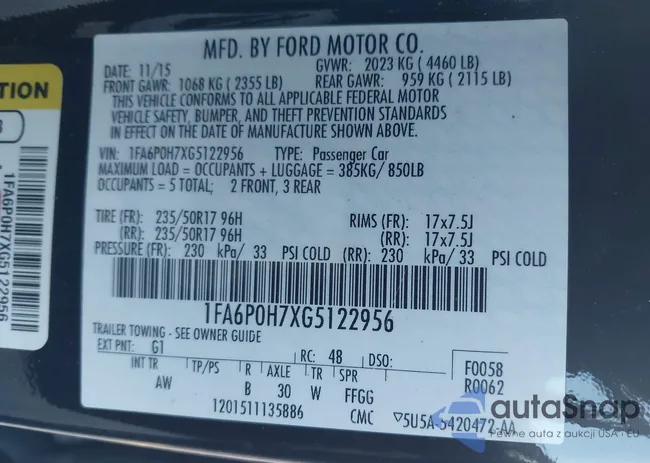 MFD. BY FORD MOTOR CO.
DATE: 11/15 GVWR: 2023 KG ( 4460 LB)
FRONT GAWR: 1068 KG ( 2355 LB) REAR GAWR: 959 KG ( 2115 LB)
THIS VEHICLE CONFORMS TO ALL APPLICABLE FEDERAL MOTOR
VEHICLE SAFETY, BUMPER, AND THEFT PREVENTION STANDARDS
IN EFFECT ON THE DATE OF MANUFACTURE SHOWN ABOVE.
VIN: 1FA6P0H7XG5122956 TYPE: Passenger Car
MAXIMUM LOAD = OCCUPANTS + LUGGAGE = 385KG/ 850LB
OCCUPANTS = 5 TOTAL; 2 FRONT, 3 REAR
TIRE (FR): 235/50R17 96H RIMS (FR): 17x7.5J
(RR): 235/50R17 96H (RR): 17x7.5J
PRESSURE (FR): 230 kPa/ 33 PSI COLD (RR): 230 kPa/ 33 PSI COLD
1FA6P0H7XG5122956
TRAILER TOWING - SEE OWNER GUIDE
EXT PNT: G1 RC: 48 DSO: F0058
INT TR TP/PS R AXLE TR SPR R0062
AW B 30 W FFGG
1201511135886 CMC ▽5U5A-5420472-AA
TION
1FA6P0H7XG5122956
autoSnap
Pewne auta z aukcji USA i EU